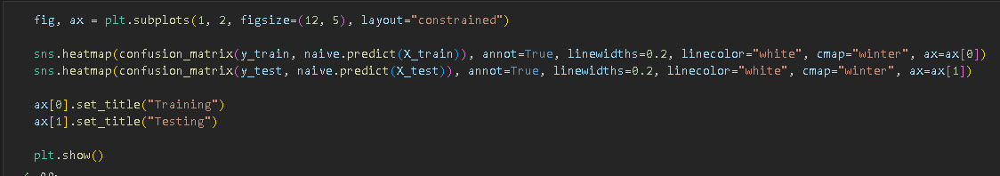 fig, ax = plt.subplots(1, 2, figsize=(12, 5), layout="constrained")
sns.heatmap(confusion_matrix(y_train, naive.predict(X_train)), annot=True, linewidths=0.2, linecolor="white", cmap="winter", ax=ax[0])
sns.heatmap(confusion_matrix(y_test, naive.predict(X_test)), annot=True, linewidths=0.2, linecolor="white", cmap="winter", ax=ax[1])
ax[0].set_title("Training")
ax[1].set_title("Testing")
plt.show()